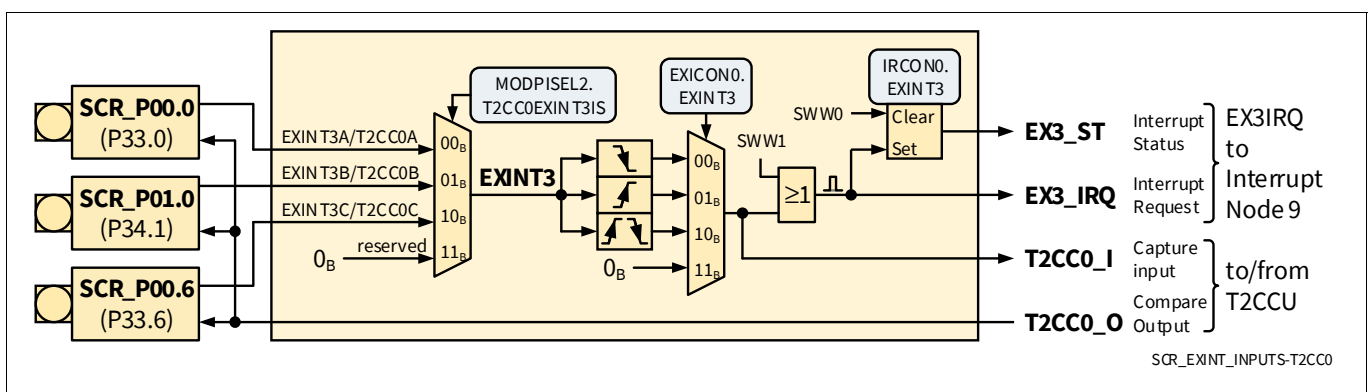 SCR_P00.0
(P33.0)
SCR_P01.0
(P34.1)
SCR_P00.6
(P33.6)
EXINT3A/T2CC0A
EXINT3B/T2CC0B
EXINT3C/T2CC0C
reserved
0B
MODPISEL2.
T2CC0EXINT3IS
00B
01B
10B
11B
EXINT3
0B
EXICON0.
EXINT3
00B
01B
10B
11B
SWW1
≥1
SWW0
IRCON0.
EXINT3
Clear
Set
EX3_ST
Interrupt
Status
EX3_IRQ
Interrupt
Request
EX3IRQ
to
Interrupt
Node 9
T2CC0_I
Capture
input
T2CC0_O
Compare
Output
to/from
T2CCU
SCR_EXINT_INPUTS-T2CC0